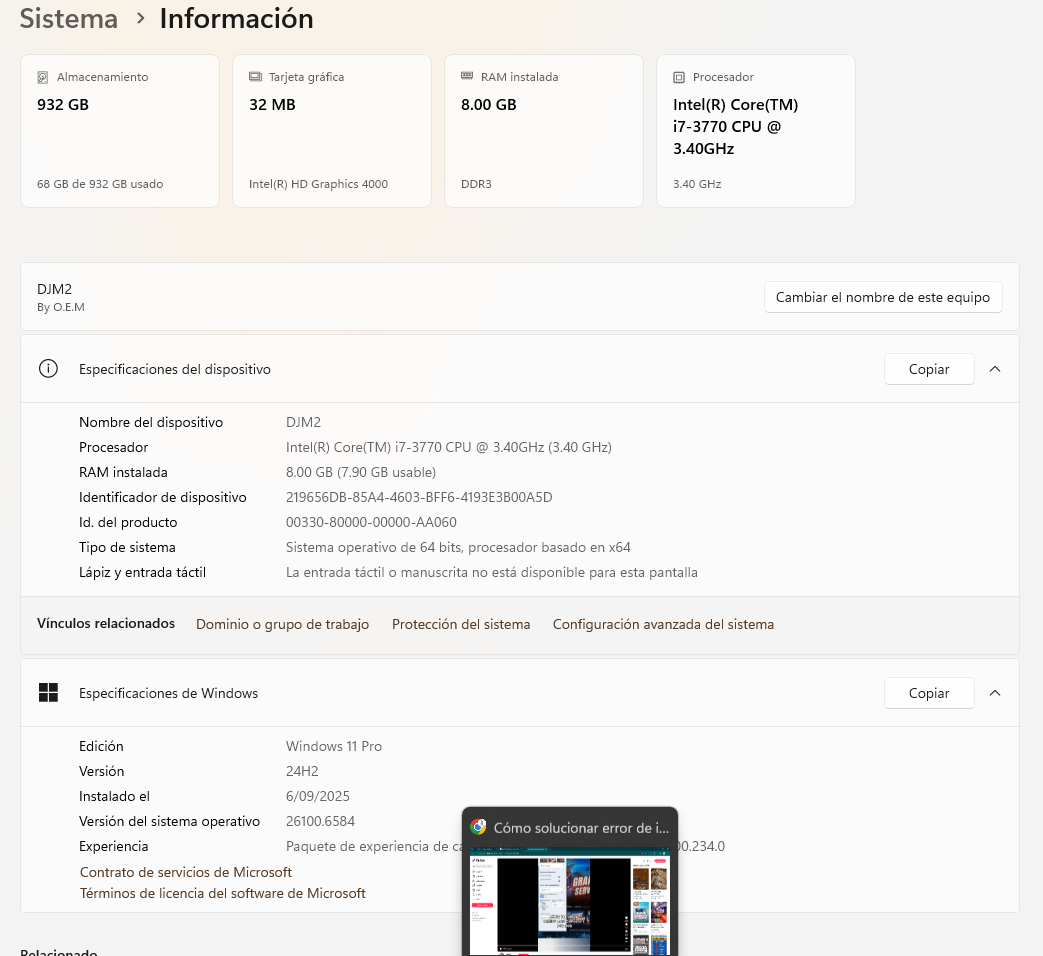 Sistema > Información
Almacenamiento
932 GB
68 GB de 932 GB usado
Tarjeta gráfica
32 MB
Intel(R) HD Graphics 4000
RAM instalada
8.00 GB
DDR3
Procesador
Intel(R) Core(TM)
i7-3770 CPU @
3.40GHz
3.40 GHz
DJM2
By O.E.M
Cambiar el nombre de este equipo
Especificaciones del dispositivo
Copiar
Nombre del dispositivo DJM2
Procesador Intel(R) Core(TM) i7-3770 CPU @ 3.40GHz (3.40 GHz)
RAM instalada 8.00 GB (7.90 GB usable)
Identificador de dispositivo 219656DB-85A4-4603-BFF6-4193E3B00A5D
Id. del producto 00330-80000-00000-AA060
Tipo de sistema Sistema operativo de 64 bits, procesador basado en x64
Lápiz y entrada táctil La entrada táctil o manuscrita no está disponible para esta pantalla
Vínculos relacionados Dominio o grupo de trabajo Protección del sistema Configuración avanzada del sistema
Especificaciones de Windows
Copiar
Edición Windows 11 Pro
Versión 24H2
Instalado el 6/09/2025
Versión del sistema operativo 26100.6584
Experiencia Paquete de experiencia de ca 00.234.0
Contrato de servicios de Microsoft
Términos de licencia del software de Microsoft
Cómo solucionar error de i...
Relacionado